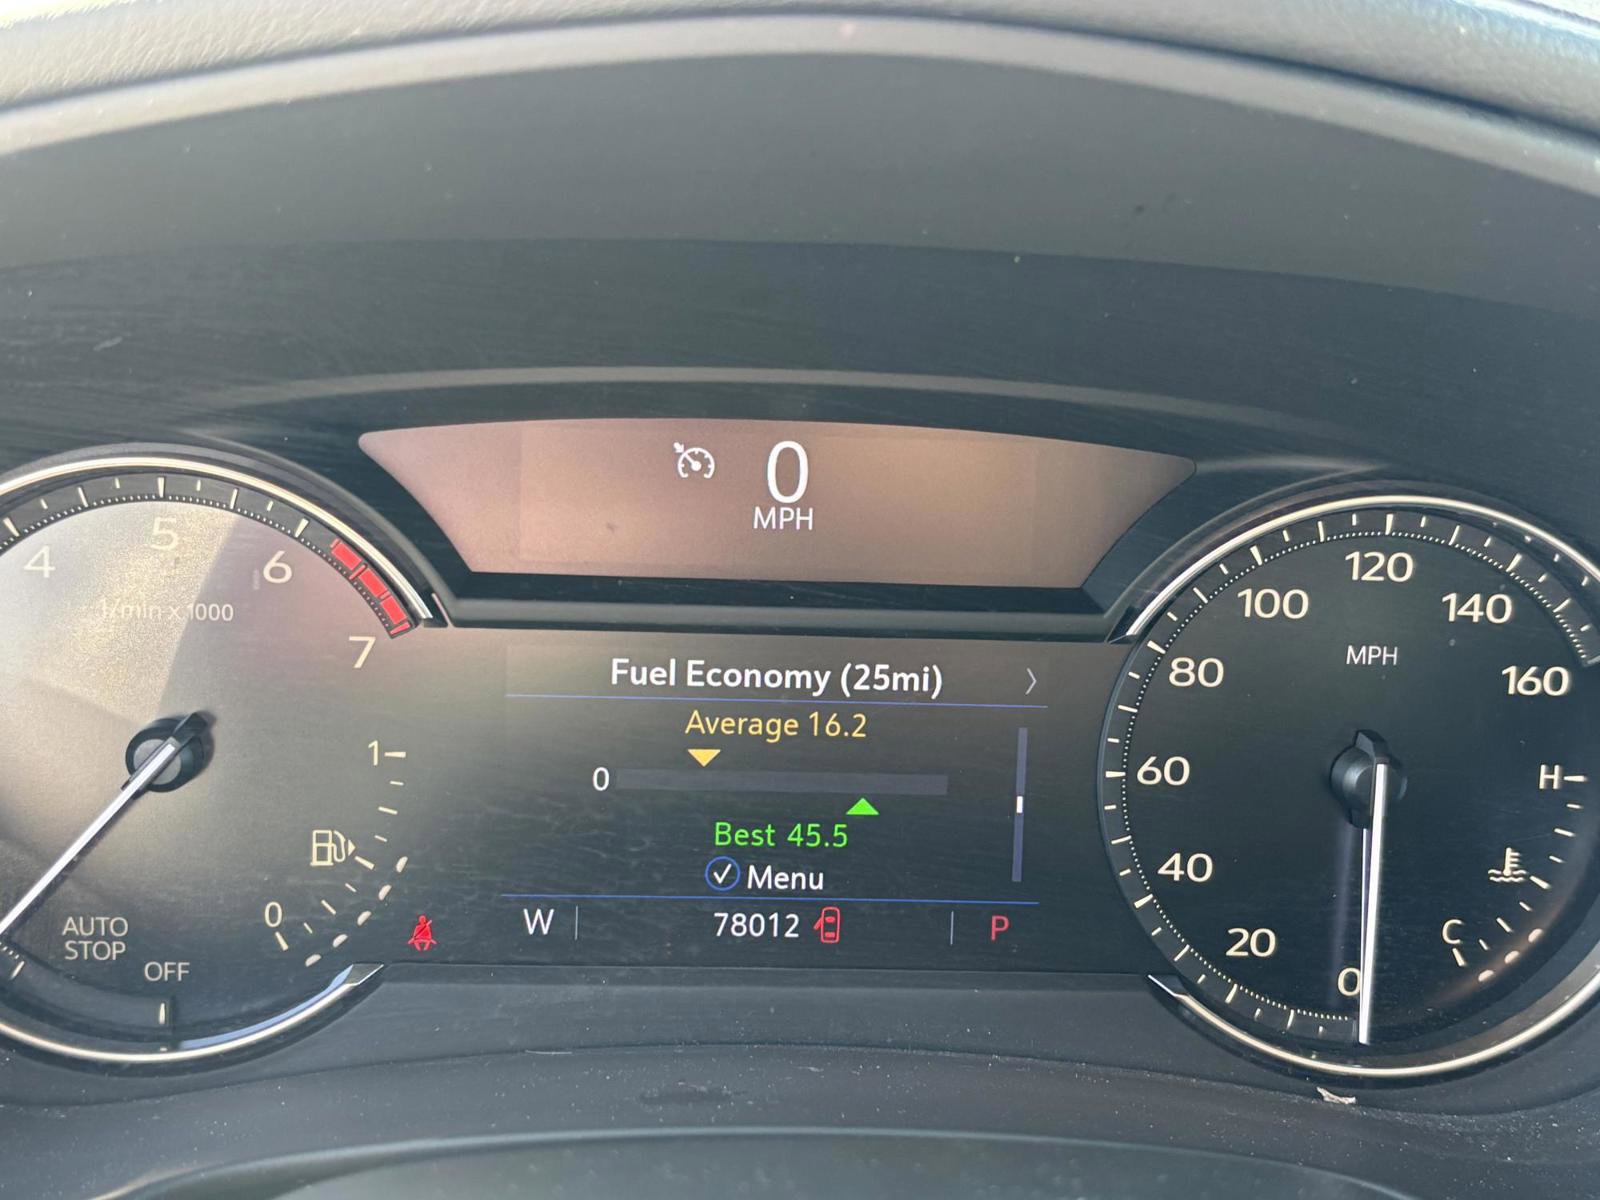 0
MPH
4
5
6
7
1/min x 1000
1
0
AUTO
STOP
OFF
Fuel Economy (25mi)
Average 16.2
0
Best 45.5
Menu
W
78012
P
0
20
40
60
80
100
120
140
160
MPH
H
C